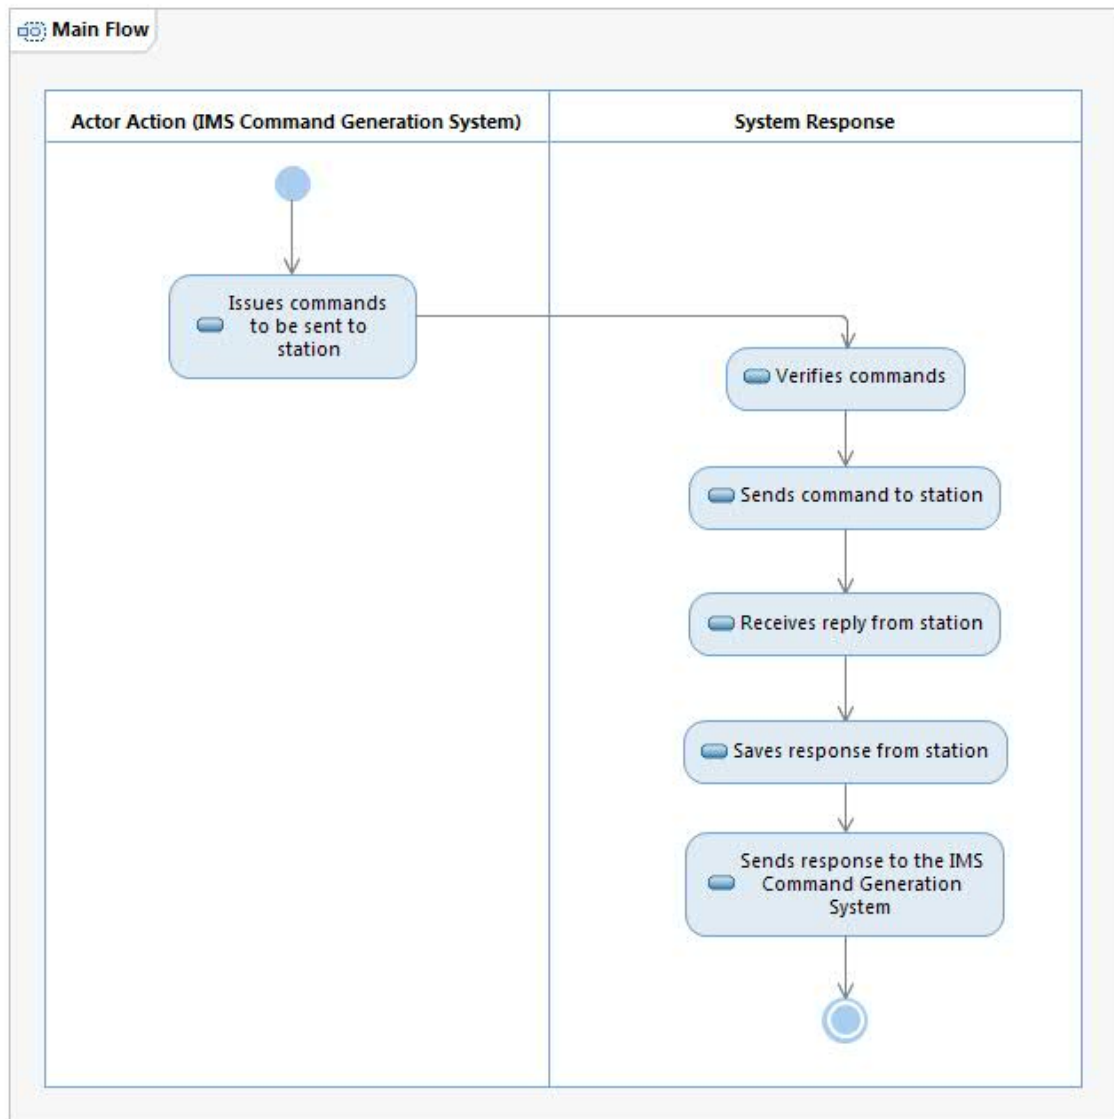 Main Flow
Actor Action (IMS Command Generation System)
System Response
Issues commands
to be sent to
station
Verifies commands
Sends command to station
Receives reply from station
Saves response from station
Sends response to the IMS
Command Generation
System